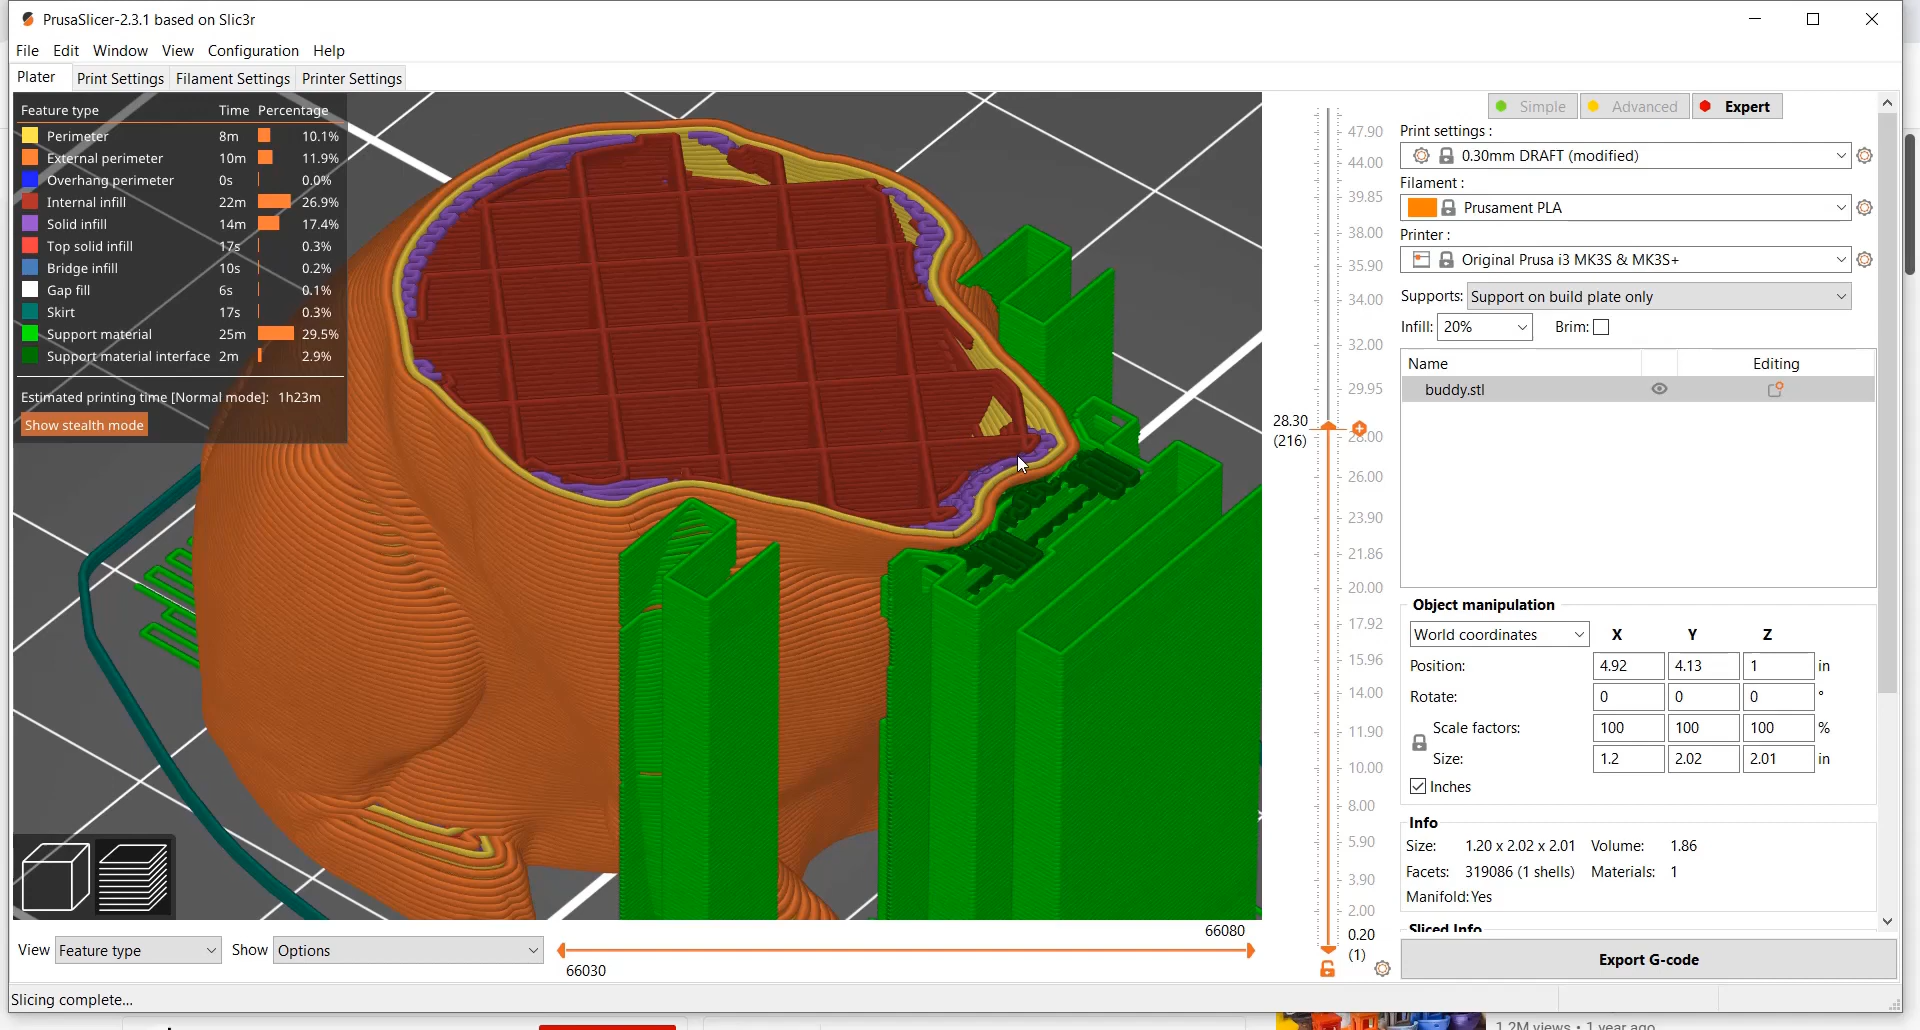 PrusaSlicer-2.3.1 based on Slic3r
File Edit Window View Configuration Help
Plater Print Settings Filament Settings Printer Settings
Feature type Time Percentage
Perimeter 8m 10.1%
External perimeter 10m 11.9%
Overhang perimeter 0s 0.0%
Internal infill 22m 26.9%
Solid infill 14m 17.4%
Top solid infill 17s 0.3%
Bridge infill 10s 0.2%
Gap fill 6s 0.1%
Skirt 17s 0.3%
Support material 25m 29.5%
Support material interface 2m 2.9%
Estimated printing time [Normal mode]: 1h23m
Show stealth mode
View Feature type Show Options
66080
66030
47.90
44.00
39.85
38.00
35.90
34.00
32.00
29.95
28.30
(216)
28.00
26.00
23.90
21.86
20.00
17.92
15.96
14.00
11.90
10.00
8.00
5.90
3.90
2.00
0.20
(1)
Simple Advanced Expert
Print settings :
0.30mm DRAFT (modified)
Filament :
Prusament PLA
Printer :
Original Prusa i3 MK3S & MK3S+
Supports: Support on build plate only
Infill: 20% Brim:
Name Editing
buddy.stl
Object manipulation
World coordinates X Y Z
Position: 4.92 4.13 1 in
Rotate: 0 0 0 °
Scale factors: 100 100 100 %
Size: 1.2 2.02 2.01 in
Inches
Info
Size: 1.20 x 2.02 x 2.01 Volume: 1.86
Facets: 319086 (1 shells) Materials: 1
Manifold: Yes
Sliced Info
Export G-code
Slicing complete...
1.2M views • 1 year ago